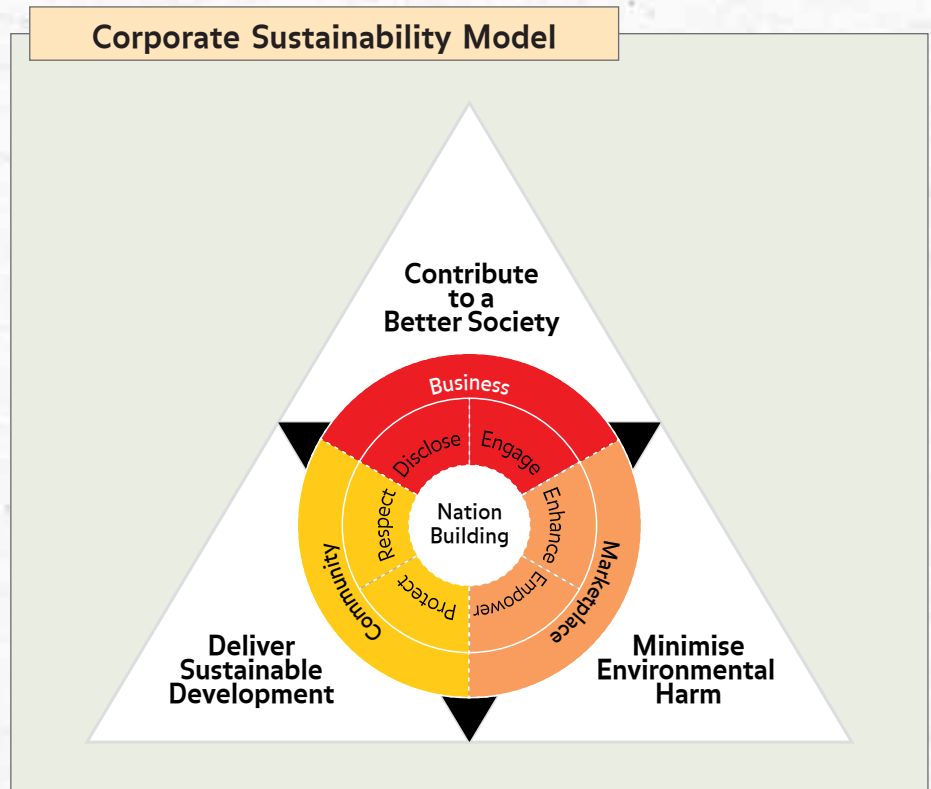 Corporate Sustainability Model
Contribute
to a
Better Society
Business
Disclose
Engage
Respect
Enhance
Nation
Building
Protect
Empower
Community
Marketplace
Deliver
Sustainable
Development
Minimise
Environmental
Harm